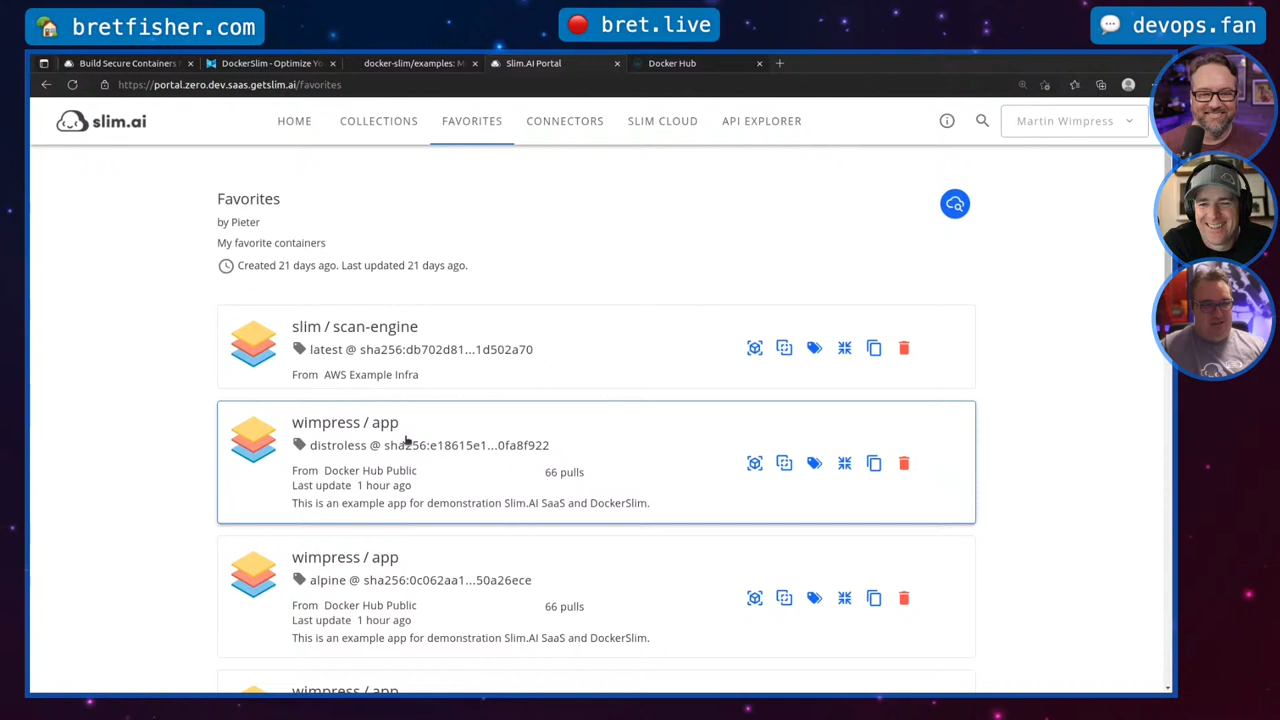 bretfisher.com
bret.live
devops.fan
Build Secure Containers
DockerSlim - Optimize Yo
docker-slim/examples: M
Slim.AI Portal
Docker Hub
https://portal.zero.dev.saas.getslim.ai/favorites
slim.ai
HOME
COLLECTIONS
FAVORITES
CONNECTORS
SLIM CLOUD
API EXPLORER
Martin Wimpress
Favorites
by Pieter
My favorite containers
Created 21 days ago. Last updated 21 days ago.
slim / scan-engine
latest @ sha256:db702d81...1d502a70
From AWS Example Infra
wimpress / app
distroless @ sha256:e18615e1...0fa8f922
From Docker Hub Public
66 pulls
Last update 1 hour ago
This is an example app for demonstration Slim.AI SaaS and DockerSlim.
wimpress / app
alpine @ sha256:0c062aa1...50a26ece
From Docker Hub Public
66 pulls
Last update 1 hour ago
This is an example app for demonstration Slim.AI SaaS and DockerSlim.
wimpress / app